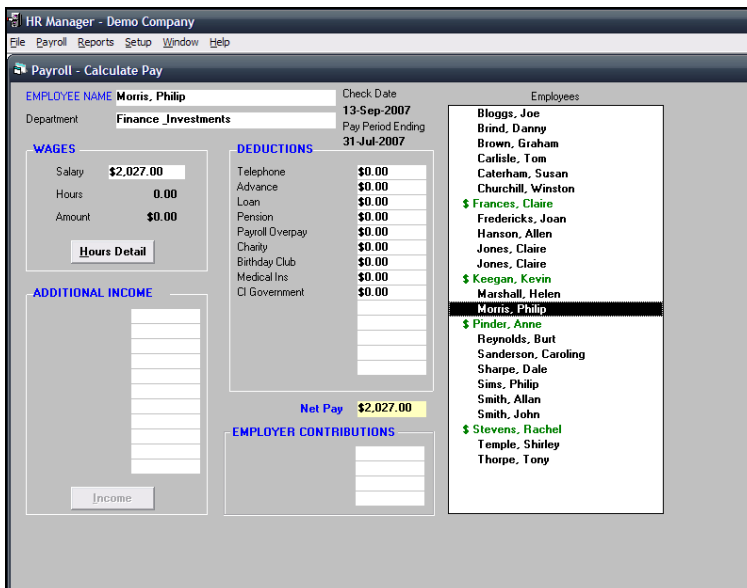 HR Manager - Demo Company
File Payroll Reports Setup Window Help
Payroll - Calculate Pay
EMPLOYEE NAME Morris, Philip
Department Finance _Investments
Check Date
13-Sep-2007
Pay Period Ending
31-Jul-2007
WAGES
Salary $2,027.00
Hours 0.00
Amount $0.00
Hours Detail
ADDITIONAL INCOME
Income
DEDUCTIONS
Telephone $0.00
Advance $0.00
Loan $0.00
Pension $0.00
Payroll Overpay $0.00
Charity $0.00
Birthday Club $0.00
Medical Ins $0.00
CI Government $0.00
Net Pay $2,027.00
EMPLOYER CONTRIBUTIONS
Employees
Bloggs, Joe
Brind, Danny
Brown, Graham
Carlisle, Tom
Caterham, Susan
Churchill, Winston
$ Frances, Claire
Fredericks, Joan
Hanson, Allen
Jones, Claire
Jones, Claire
$ Keegan, Kevin
Marshall, Helen
Morris, Philip
$ Pinder, Anne
Reynolds, Burt
Sanderson, Caroling
Sharpe, Dale
Sims, Philip
Smith, Allan
Smith, John
$ Stevens, Rachel
Temple, Shirley
Thorpe, Tony